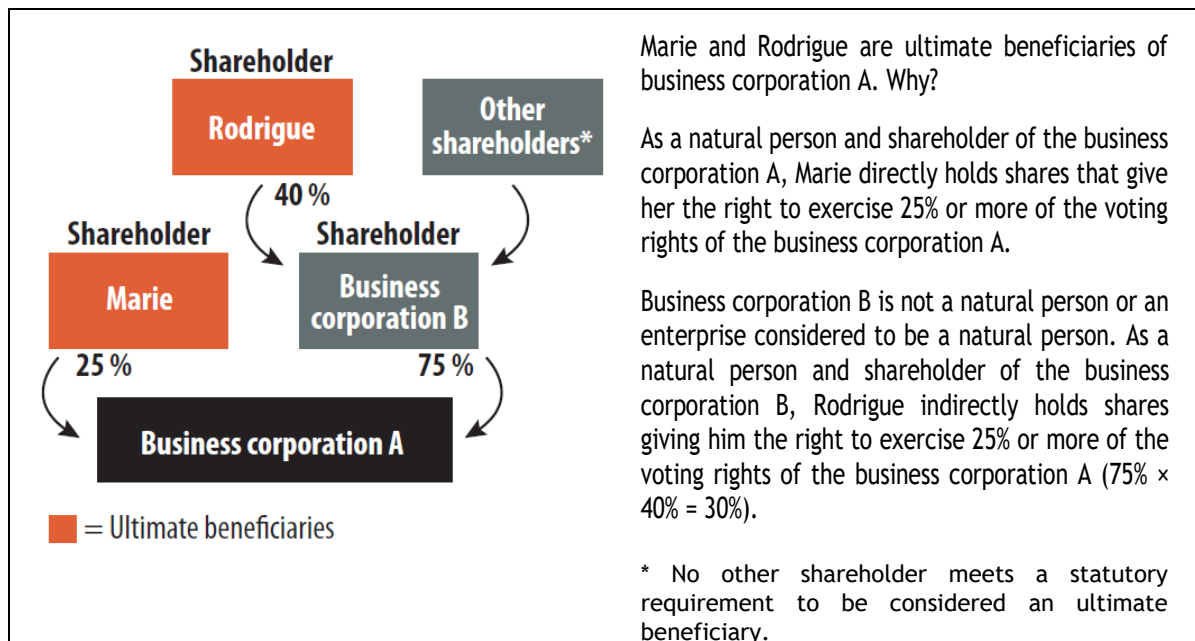 Shareholder
Rodrigue
Other
shareholders*
40 %
Shareholder
Marie
Shareholder
Business
corporation B
25 %
75 %
Business corporation A
= Ultimate beneficiaries
Marie and Rodrigue are ultimate beneficiaries of
business corporation A. Why?
As a natural person and shareholder of the business
corporation A, Marie directly holds shares that give
her the right to exercise 25% or more of the voting
rights of the business corporation A.
Business corporation B is not a natural person or an
enterprise considered to be a natural person. As a
natural person and shareholder of the business
corporation B, Rodrigue indirectly holds shares
giving him the right to exercise 25% or more of the
voting rights of the business corporation A (75% ×
40% = 30%).
* No other shareholder meets a statutory
requirement to be considered an ultimate
beneficiary.